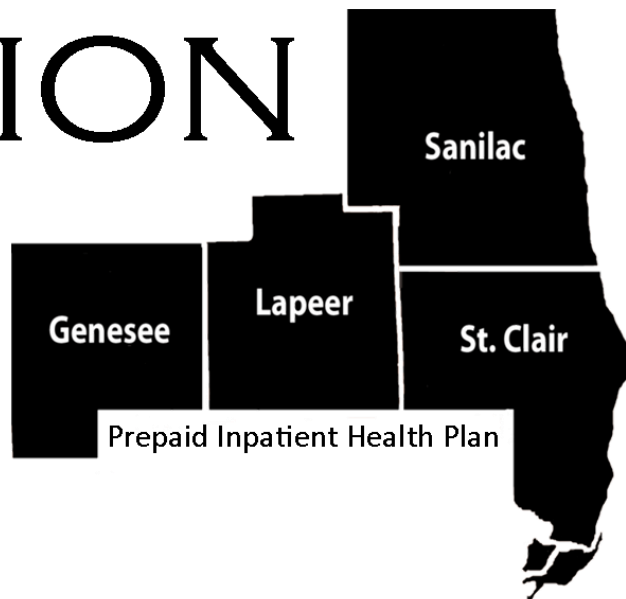 ION
Sanilac
Lapeer
Genesee
St. Clair
Prepaid Inpatient Health Plan